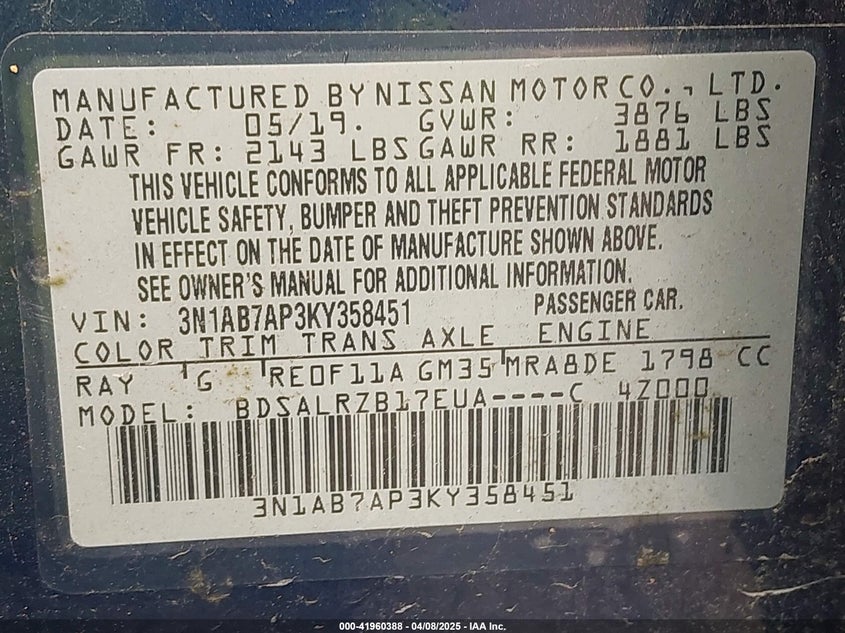 MANUFACTURED BY NISSAN MOTOR CO., LTD.
DATE: 05/19. GVWR: 3876 LBS
GAWR FR: 2143 LBS GAWR RR: 1881 LBS
THIS VEHICLE CONFORMS TO ALL APPLICABLE FEDERAL MOTOR
VEHICLE SAFETY, BUMPER AND THEFT PREVENTION STANDARDS
IN EFFECT ON THE DATE OF MANUFACTURE SHOWN ABOVE.
SEE OWNER'S MANUAL FOR ADDITIONAL INFORMATION.
VIN: 3N1AB7AP3KY358451 PASSENGER CAR.
COLOR TRIM TRANS AXLE ENGINE
RAY G RE0F11A GM35 MRA8DE 1798 CC
MODEL: BDSALRZB17EUA----C 4Z000
3N1AB7AP3KY358451
000-41960388 - 04/08/2025 - IAA Inc.